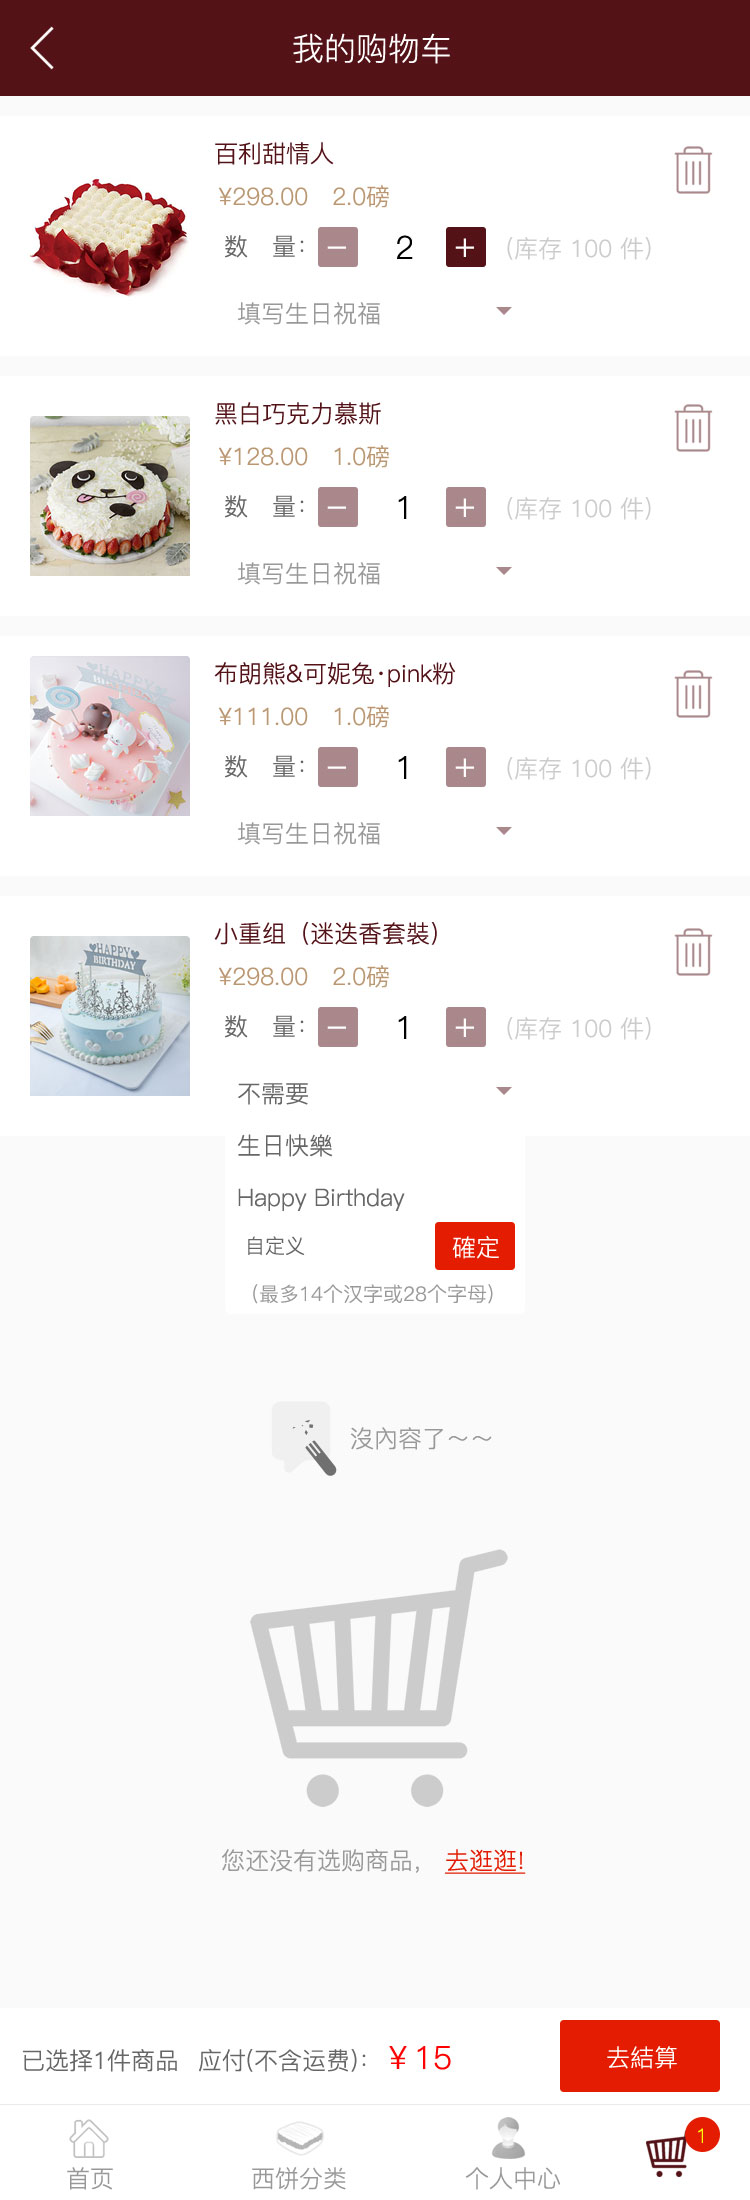 我的购物车
百利甜情人
¥298.00 2.0磅
数 量: 2 (库存 100 件)
填写生日祝福
黑白巧克力慕斯
¥128.00 1.0磅
数 量: 1 (库存 100 件)
填写生日祝福
HAPPY
BIRTHDAY
布朗熊&可妮兔·pink粉
¥111.00 1.0磅
数 量: 1 (库存 100 件)
填写生日祝福
HAPPY
BIRTHDAY
小重组（迷迭香套裝）
¥298.00 2.0磅
数 量: 1 (库存 100 件)
不需要
生日快樂
Happy Birthday
自定义 確定
（最多14个汉字或28个字母）
沒內容了～～
您还没有选购商品， 去逛逛!
已选择1件商品 应付(不含运费): ¥ 15 去結算
1
首页 西饼分类 个人中心